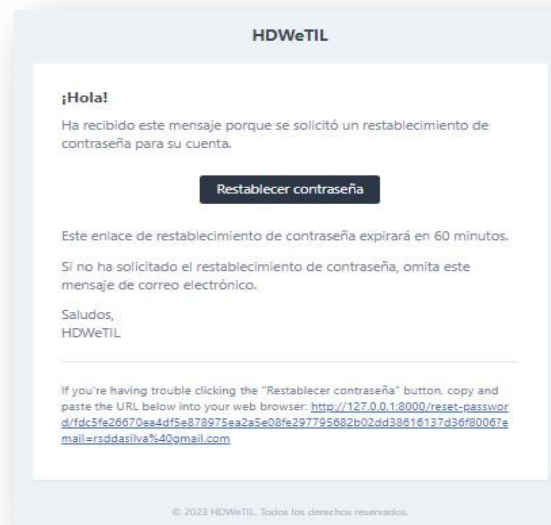 HDWeTIL
¡Hola!
Ha recibido este mensaje porque se solicitó un restablecimiento de
contraseña para su cuenta.
Restablecer contraseña
Este enlace de restablecimiento de contraseña expirará en 60 minutos.
Si no ha solicitado el restablecimiento de contraseña, omita este
mensaje de correo electrónico.
Saludos,
HDWeTIL
If you're having trouble clicking the "Restablecer contraseña" button, copy and
paste the URL below into your web browser: http://127.0.0.1:8000/reset-passwor
d/fdc5fe26670ea4df5e878975ea2a5e08fe297795682b02dd38616137d36f8006?e
mail=rsddasilva%40gmail.com
© 2023 HDWeTIL. Todos los derechos reservados.